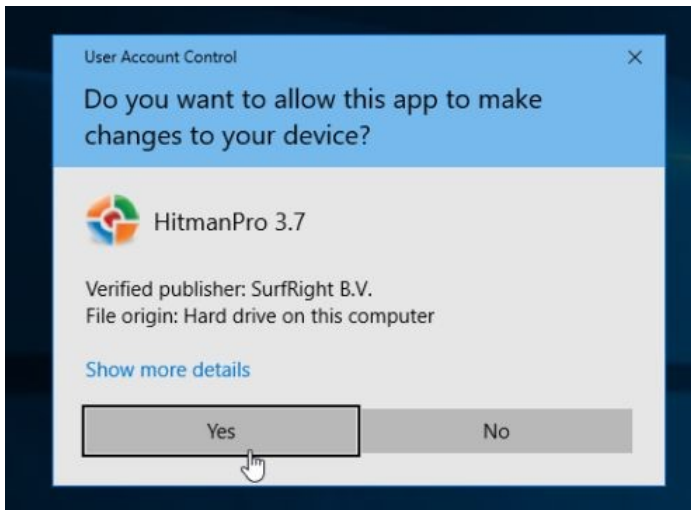 User Account Control
Do you want to allow this app to make
changes to your device?
HitmanPro 3.7
Verified publisher: SurfRight B.V.
File origin: Hard drive on this computer
Show more details
Yes
No